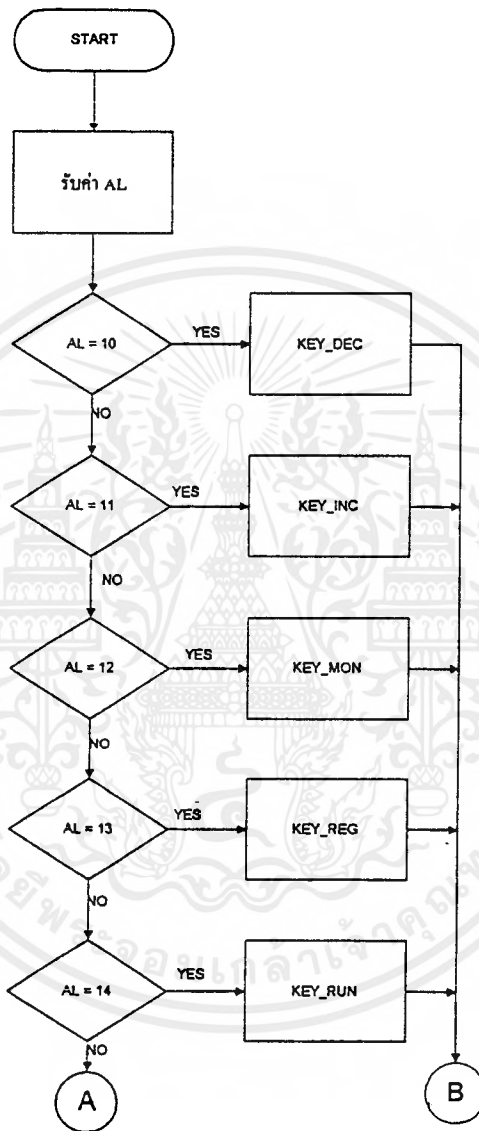 START
รับค่า AL
AL = 10
YES
KEY_DEC
NO
AL = 11
YES
KEY_INC
NO
AL = 12
YES
KEY_MON
NO
AL = 13
YES
KEY_REG
NO
AL = 14
YES
KEY_RUN
NO
A
B